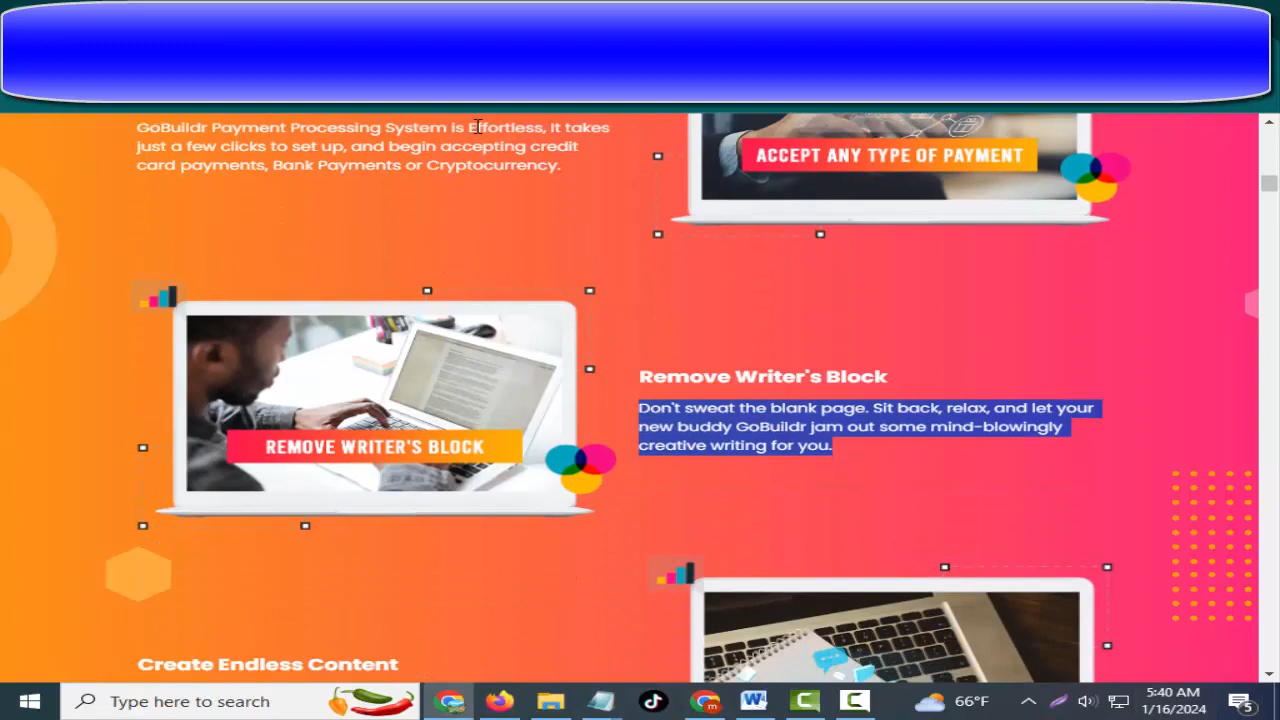 GoBuildr Payment Processing System is Effortless, It takes
just a few clicks to set up, and begin accepting credit
card payments, Bank Payments or Cryptocurrency.
ACCEPT ANY TYPE OF PAYMENT
REMOVE WRITER'S BLOCK
Remove Writer's Block
Don't sweat the blank page. Sit back, relax, and let your
new buddy GoBuildr jam out some mind-blowingly
creative writing for you.
Create Endless Content
Type here to search
66°F
5:40 AM
1/16/2024
5